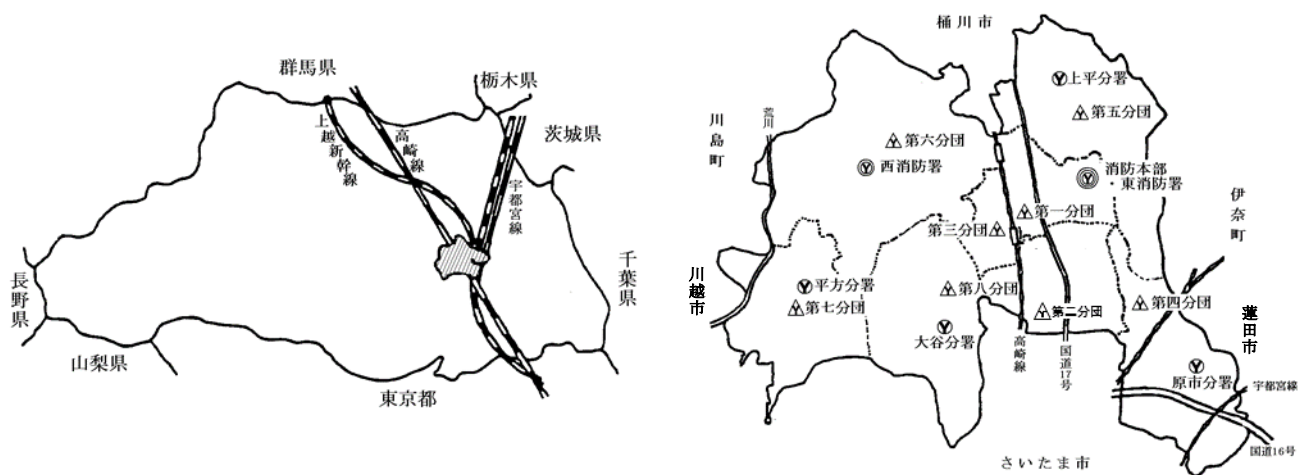 群馬県
栃木県
茨城県
上越新幹線
高崎線
宇都宮線
千葉県
長野県
山梨県
東京都
桶川市
上平分署
第五分団
川島町
荒川
第六分団
西消防署
消防本部
・東消防署
伊奈町
第一分団
第三分団
川越市
平方分署
第七分団
第八分団
第二分団
第四分団
蓮田市
大谷分署
高崎線
国道17号
原市分署
宇都宮線
国道16号
さいたま市